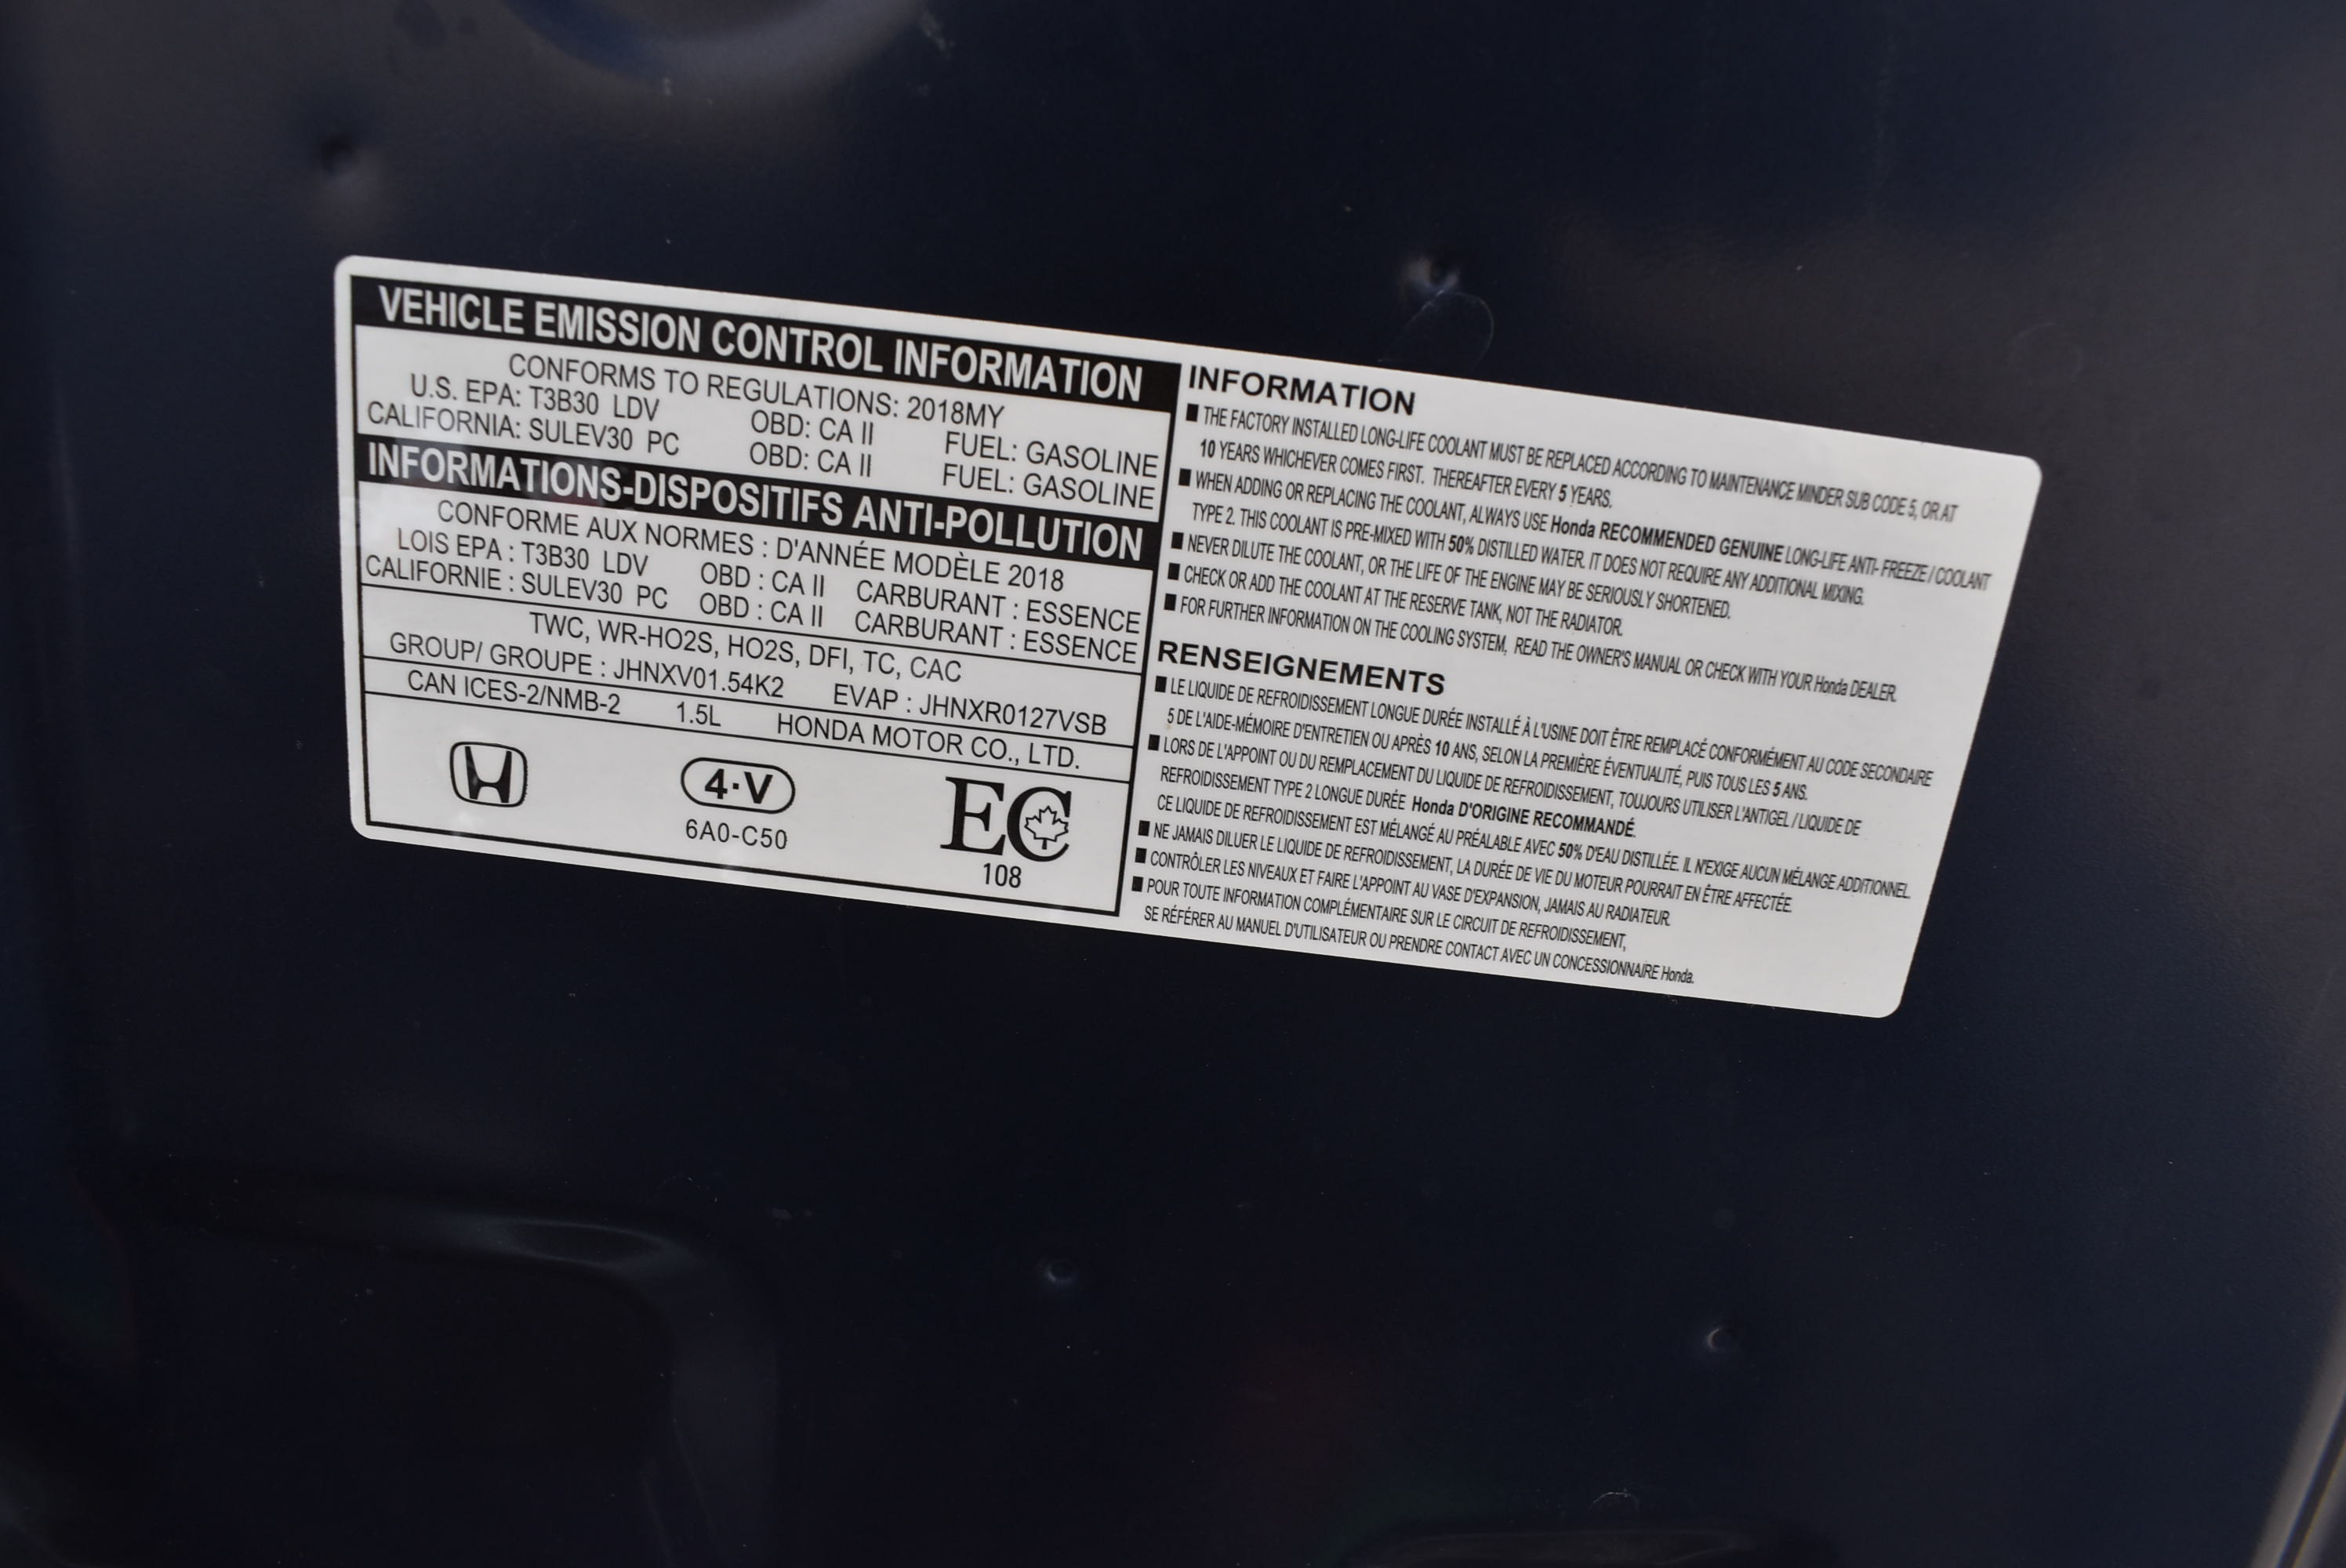 VEHICLE EMISSION CONTROL INFORMATION
CONFORMS TO REGULATIONS: 2018MY
U.S. EPA: T3B30 LDV OBD: CA II FUEL: GASOLINE
CALIFORNIA: SULEV30 PC OBD: CA II FUEL: GASOLINE
INFORMATIONS-DISPOSITIFS ANTI-POLLUTION
CONFORME AUX NORMES : D'ANNÉE MODÈLE 2018
LOIS EPA : T3B30 LDV OBD : CA II CARBURANT : ESSENCE
CALIFORNIE : SULEV30 PC OBD : CA II CARBURANT : ESSENCE
TWC, WR-HO2S, HO2S, DFI, TC, CAC
GROUP/ GROUPE : JHNXV01.54K2 EVAP : JHNXR0127VSB
CAN ICES-2/NMB-2 1.5L HONDA MOTOR CO., LTD.
4·V
6A0-C50
EC
108
INFORMATION
■ THE FACTORY INSTALLED LONG-LIFE COOLANT MUST BE REPLACED ACCORDING TO MAINTENANCE MINDER SUB CODE 5, OR AT
10 YEARS WHICHEVER COMES FIRST. THEREAFTER EVERY 5 YEARS.
■ WHEN ADDING OR REPLACING THE COOLANT, ALWAYS USE Honda RECOMMENDED GENUINE LONG-LIFE ANTI- FREEZE / COOLANT
TYPE 2. THIS COOLANT IS PRE-MIXED WITH 50% DISTILLED WATER. IT DOES NOT REQUIRE ANY ADDITIONAL MIXING.
■ NEVER DILUTE THE COOLANT, OR THE LIFE OF THE ENGINE MAY BE SERIOUSLY SHORTENED.
■ CHECK OR ADD THE COOLANT AT THE RESERVE TANK, NOT THE RADIATOR.
■ FOR FURTHER INFORMATION ON THE COOLING SYSTEM, READ THE OWNER'S MANUAL OR CHECK WITH YOUR Honda DEALER.
RENSEIGNEMENTS
■ LE LIQUIDE DE REFROIDISSEMENT LONGUE DURÉE INSTALLÉ À L'USINE DOIT ÊTRE REMPLACÉ CONFORMÉMENT AU CODE SECONDAIRE
5 DE L'AIDE-MÉMOIRE D'ENTRETIEN OU APRÈS 10 ANS, SELON LA PREMIÈRE ÉVENTUALITÉ, PUIS TOUS LES 5 ANS.
■ LORS DE L'APPOINT OU DU REMPLACEMENT DU LIQUIDE DE REFROIDISSEMENT, TOUJOURS UTILISER L'ANTIGEL / LIQUIDE DE
REFROIDISSEMENT TYPE 2 LONGUE DURÉE Honda D'ORIGINE RECOMMANDÉ.
CE LIQUIDE DE REFROIDISSEMENT EST MÉLANGÉ AU PRÉALABLE AVEC 50% D'EAU DISTILLÉE. IL N'EXIGE AUCUN MÉLANGE ADDITIONNEL.
■ NE JAMAIS DILUER LE LIQUIDE DE REFROIDISSEMENT, LA DURÉE DE VIE DU MOTEUR POURRAIT EN ÊTRE AFFECTÉE.
■ CONTRÔLER LES NIVEAUX ET FAIRE L'APPOINT AU VASE D'EXPANSION, JAMAIS AU RADIATEUR.
■ POUR TOUTE INFORMATION COMPLÉMENTAIRE SUR LE CIRCUIT DE REFROIDISSEMENT,
SE RÉFÉRER AU MANUEL D'UTILISATEUR OU PRENDRE CONTACT AVEC UN CONCESSIONNAIRE Honda.